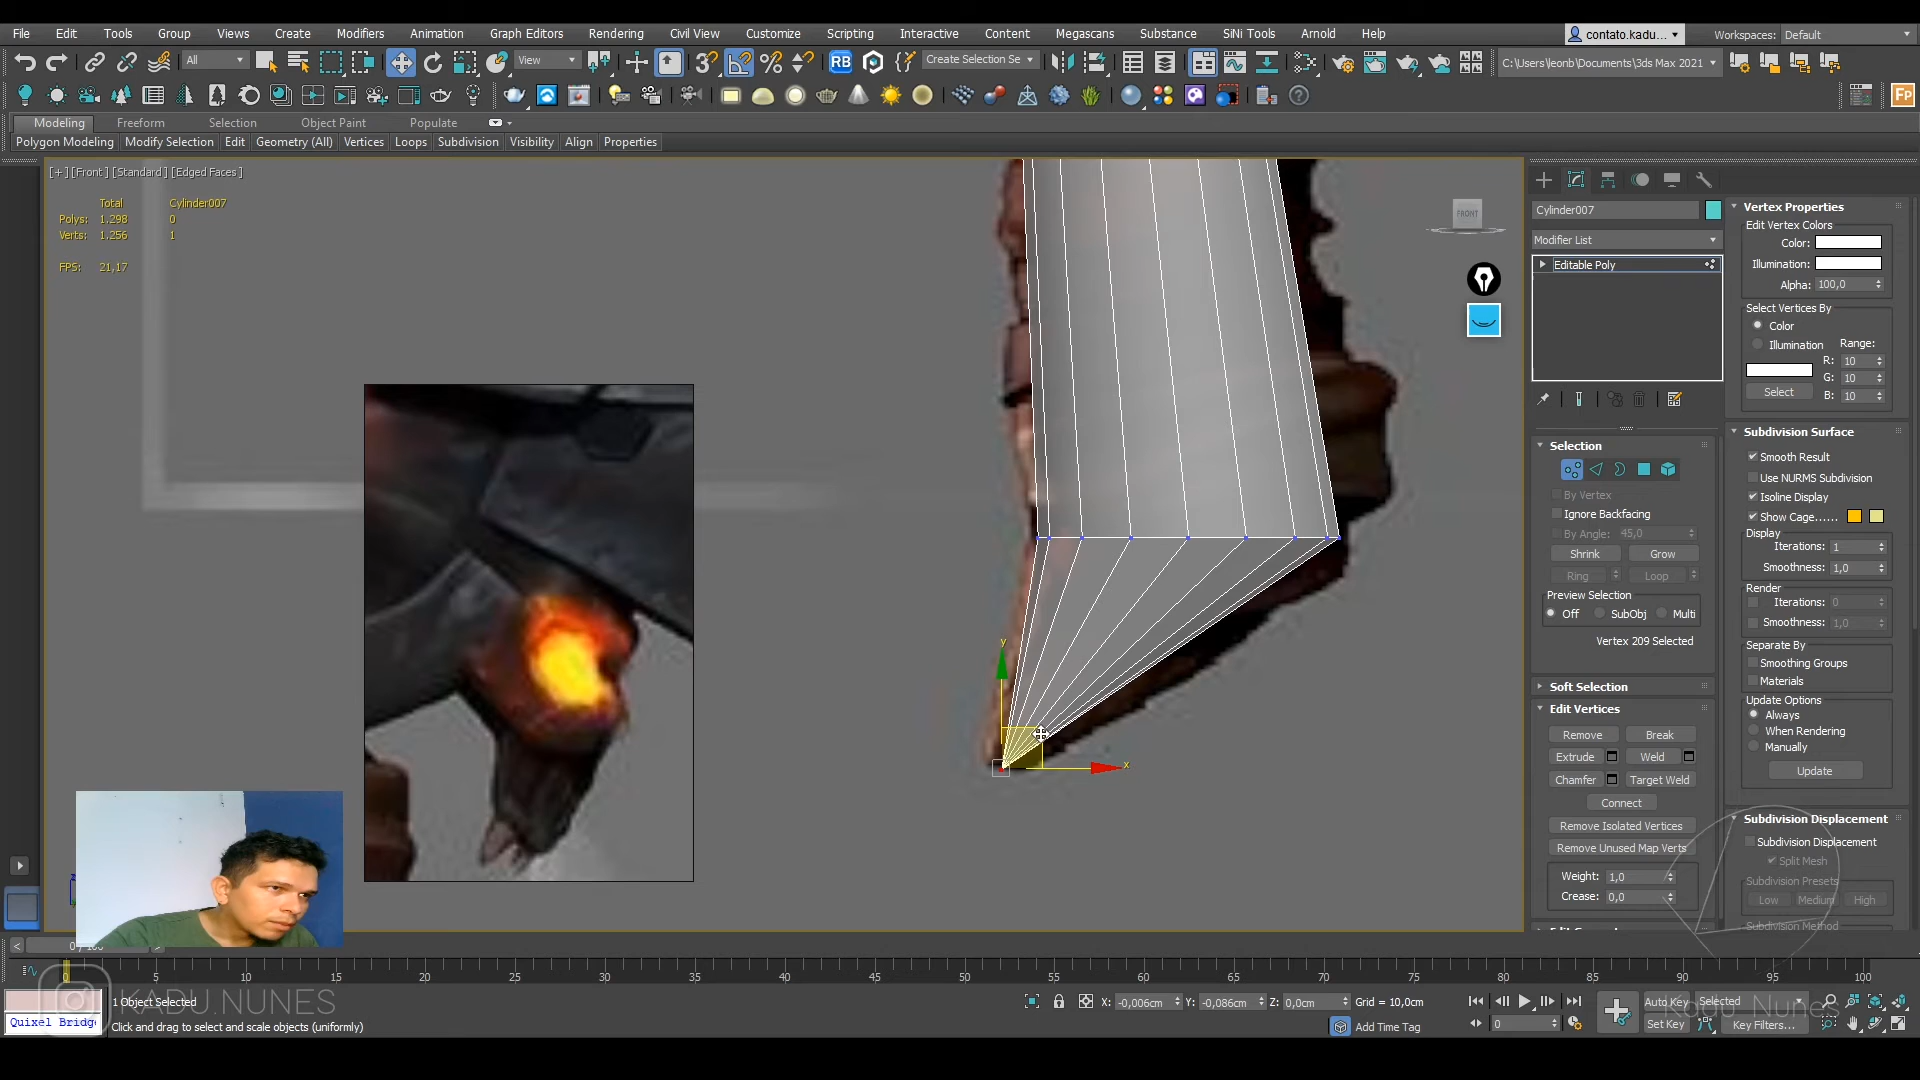 File Edit Tools Group Views Create Modifiers Animation Graph Editors Rendering Civil View Customize Scripting Interactive Content Megascans Substance SiNi Tools Arnold Help contato.kadu... Workspaces: Default
All View Create Selection Se C:\Users\leonb\Documents\3ds Max 2021
RB Fp
Modeling Freeform Selection Object Paint Populate
Polygon Modeling Modify Selection Edit Geometry (All) Vertices Loops Subdivision Visibility Align Properties
[+] [Front] [Standard] [Edged Faces]
Total Cylinder007
Polys: 1.298 0
Verts: 1.256 1
FPS: 21,17
FRONT
y
x
Cylinder007
Modifier List
Editable Poly
Selection
By Vertex
Ignore Backfacing
By Angle: 45,0
Shrink Grow
Ring Loop
Preview Selection
Off SubObj Multi
Vertex 209 Selected
Soft Selection
Edit Vertices
Remove Break
Extrude Weld
Chamfer Target Weld
Connect
Remove Isolated Vertices
Remove Unused Map Verts
Weight: 1,0
Crease: 0,0
Vertex Properties
Edit Vertex Colors
Color:
Illumination:
Alpha: 100,0
Select Vertices By
Color
Illumination Range:
R: 10
G: 10
Select B: 10
Subdivision Surface
Smooth Result
Use NURMS Subdivision
Isoline Display
Show Cage......
Display
Iterations: 1
Smoothness: 1,0
Render
Iterations: 0
Smoothness: 1,0
Separate By
Smoothing Groups
Materials
Update Options
Always
When Rendering
Manually
Update
Subdivision Displacement
Subdivision Displacement
Split Mesh
Subdivision Presets
Low Medium High
Subdivision Method
0 5 10 15 20 25 30 35 40 45 50 55 60 65 70 75 80 85 90 95 100
KADU.NUNES
1 Object Selected
Quixel Bridg
Click and drag to select and scale objects (uniformly)
X: -0,006cm Y: -0,086cm Z: 0,0cm Grid = 10,0cm
Add Time Tag
0
Auto Key Selected
Set Key Key Filters...
Kadu Nunes